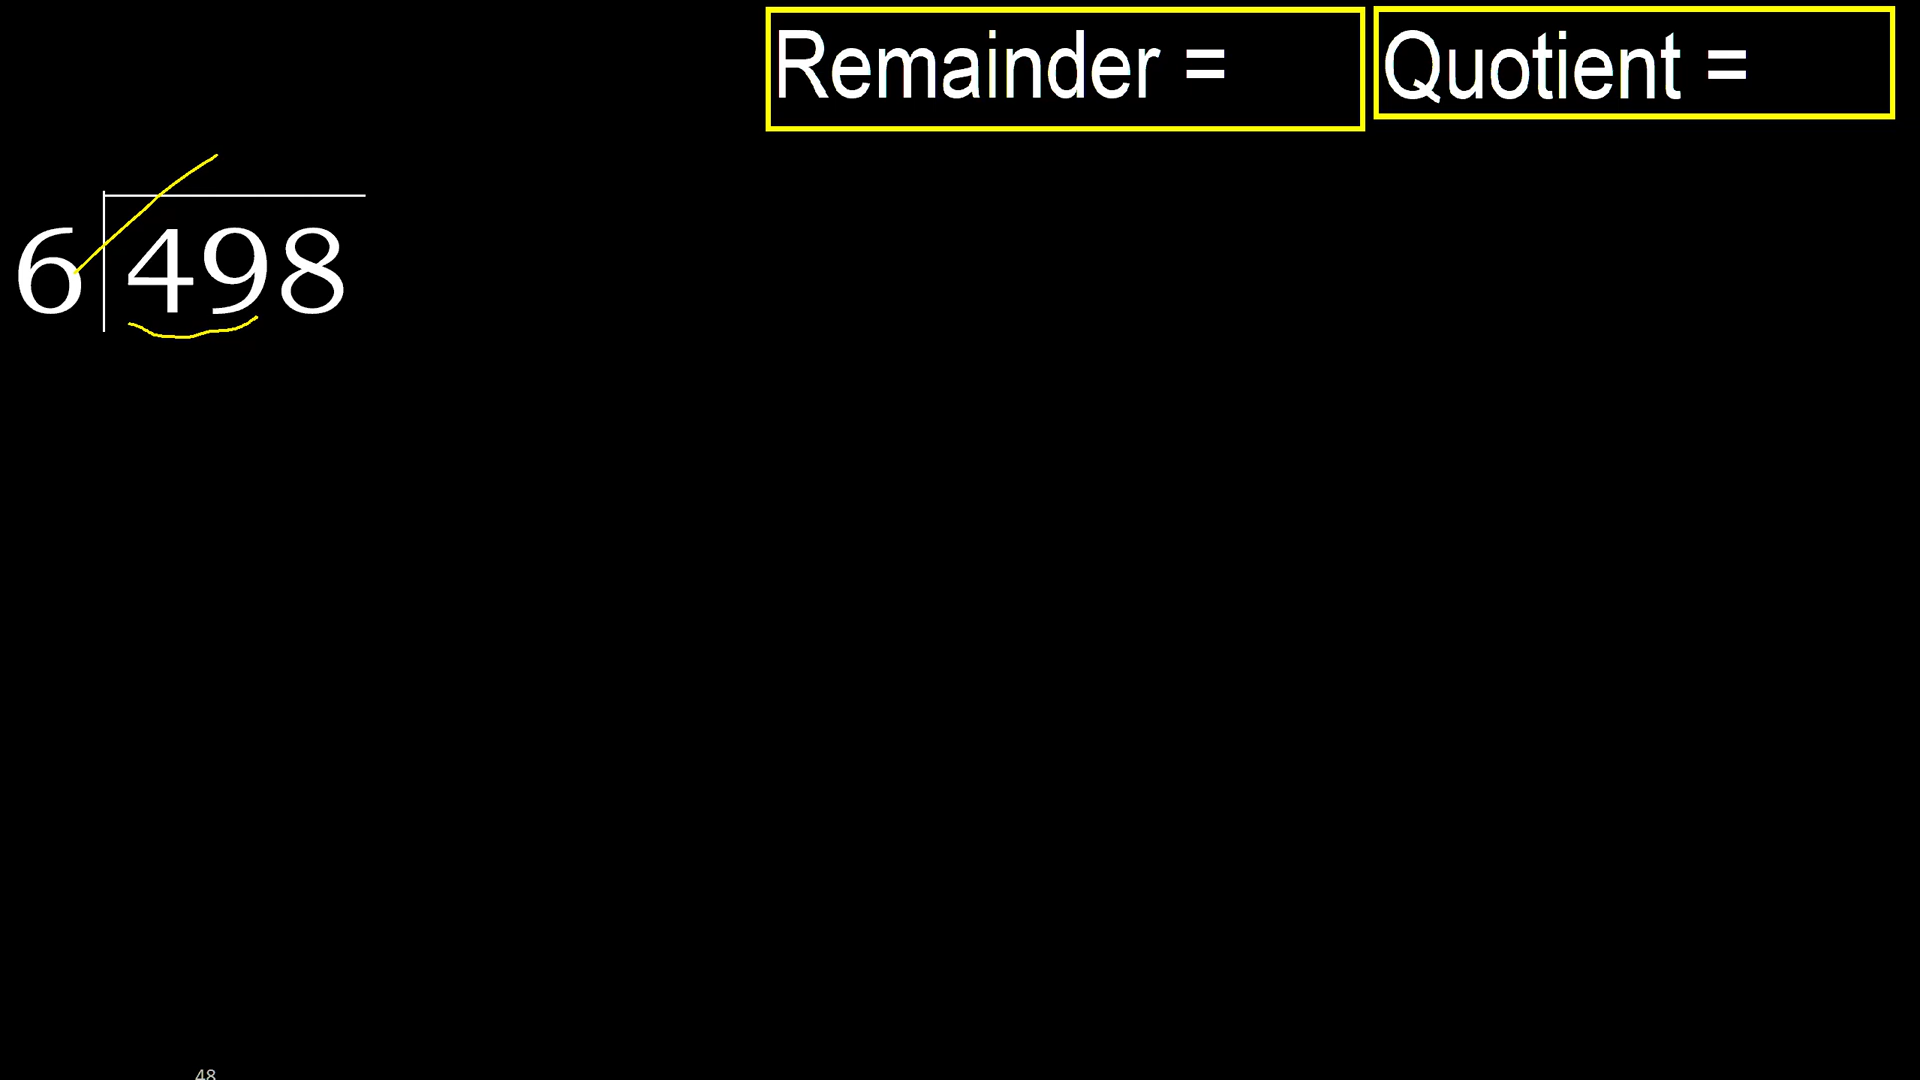 Remainder = Quotient =
6 498
48